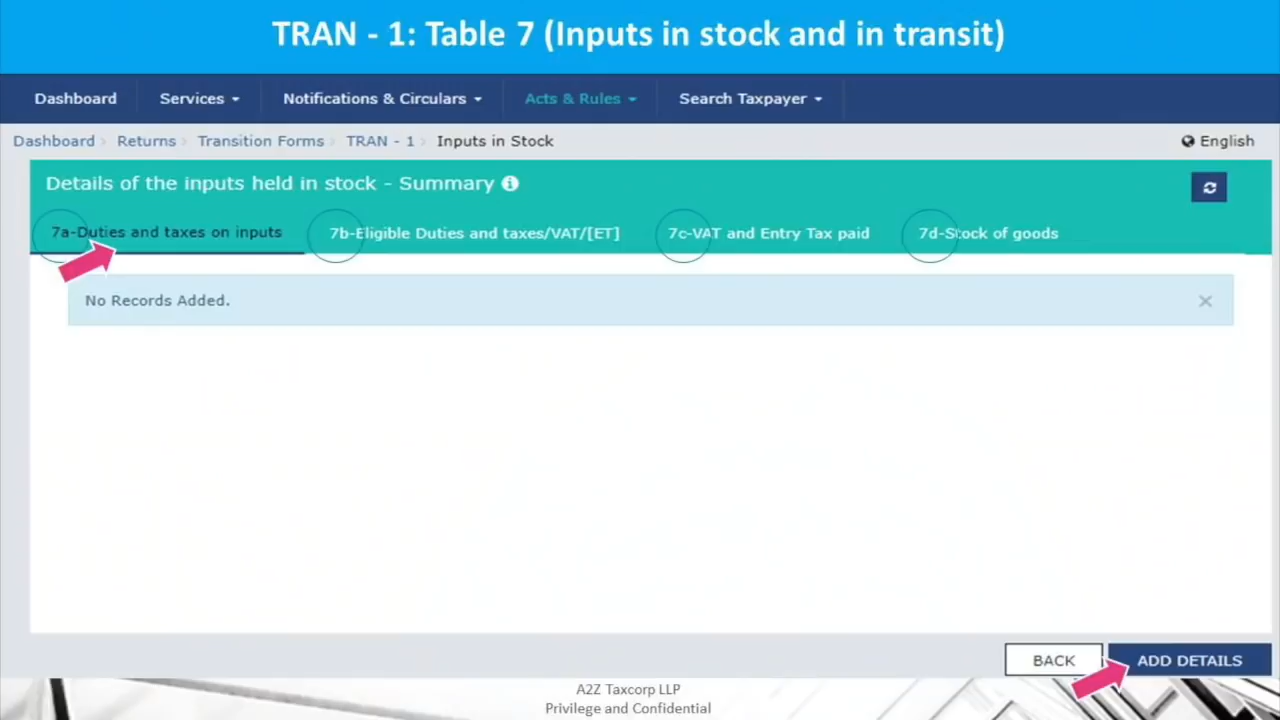 TRAN - 1: Table 7 (Inputs in stock and in transit)
Dashboard Services Notifications & Circulars Acts & Rules Search Taxpayer
Dashboard Returns Transition Forms TRAN - 1 Inputs in Stock English
Details of the inputs held in stock - Summary
7a-Duties and taxes on inputs 7b-Eligible Duties and taxes/VAT/[ET] 7c-VAT and Entry Tax paid 7d-Stock of goods
No Records Added.
BACK ADD DETAILS
A2Z Taxcorp LLP
Privilege and Confidential